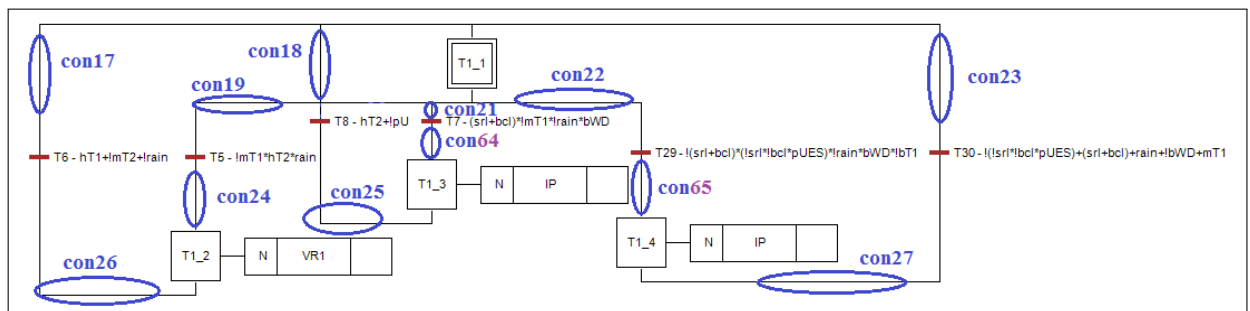 con17
con18
T1_1
con19
con22
con23
con21
T8 - hT2+!pU
T7 - (srl+bcl)*!mT1*!rain*bWD
con64
T6 - hT1+!mT2+!rain
T5 - !mT1*hT2*rain
T29 - !(srl+bcl)*(!srl*!bcl*pUES)*!rain*bWD*!bT1
T30 - !(!srl*!bcl*pUES)+(srl+bcl)+rain+!bWD+mT1
T1_3
N
IP
con24
con25
con65
T1_2
N
VR1
T1_4
N
IP
con26
con27